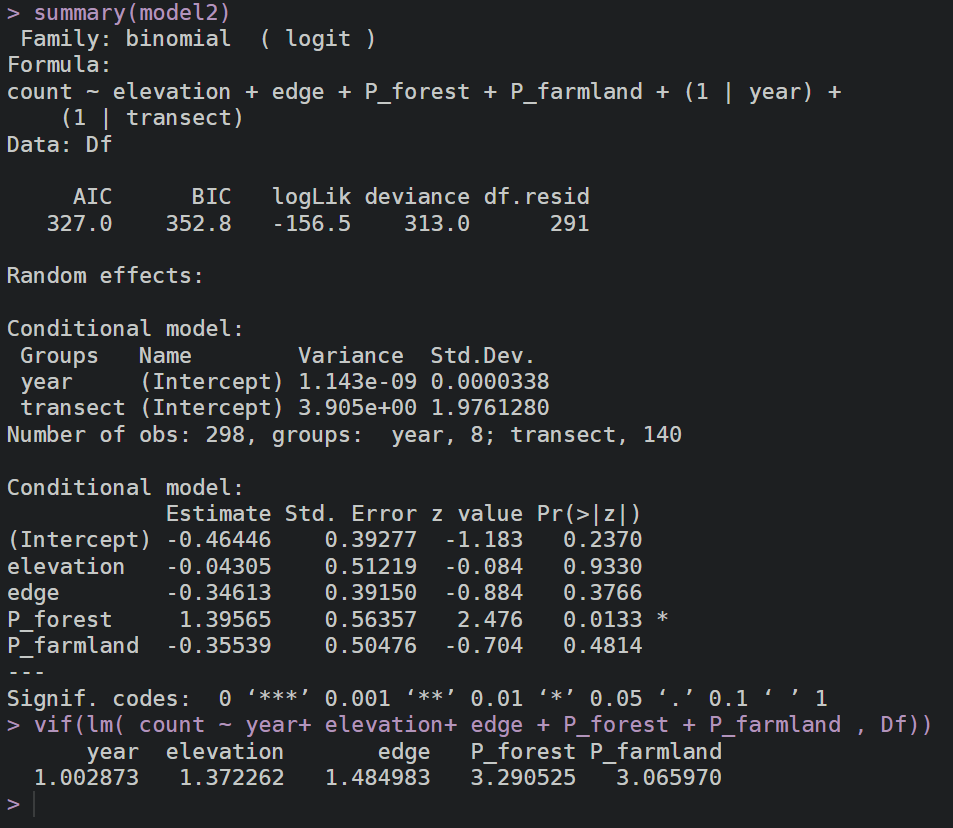 > summary(model2)
 Family: binomial  ( logit )
Formula:
count ~ elevation + edge + P_forest + P_farmland + (1 | year) +
    (1 | transect)
Data: Df

     AIC      BIC   logLik deviance df.resid
   327.0    352.8   -156.5    313.0      291

Random effects:

Conditional model:
 Groups   Name        Variance  Std.Dev.
 year     (Intercept) 1.143e-09 0.0000338
 transect (Intercept) 3.905e+00 1.9761280
Number of obs: 298, groups:  year, 8; transect, 140

Conditional model:
            Estimate Std. Error z value Pr(>|z|)
(Intercept) -0.46446    0.39277  -1.183   0.2370
elevation   -0.04305    0.51219  -0.084   0.9330
edge        -0.34613    0.39150  -0.884   0.3766
P_forest     1.39565    0.56357   2.476   0.0133 *
P_farmland  -0.35539    0.50476  -0.704   0.4814
---
Signif. codes:  0 ‘***’ 0.001 ‘**’ 0.01 ‘*’ 0.05 ‘.’ 0.1 ‘ ’ 1
> vif(lm( count ~ year+ elevation+ edge + P_forest + P_farmland , Df))
      year  elevation       edge   P_forest P_farmland
  1.002873   1.372262   1.484983   3.290525   3.065970
>